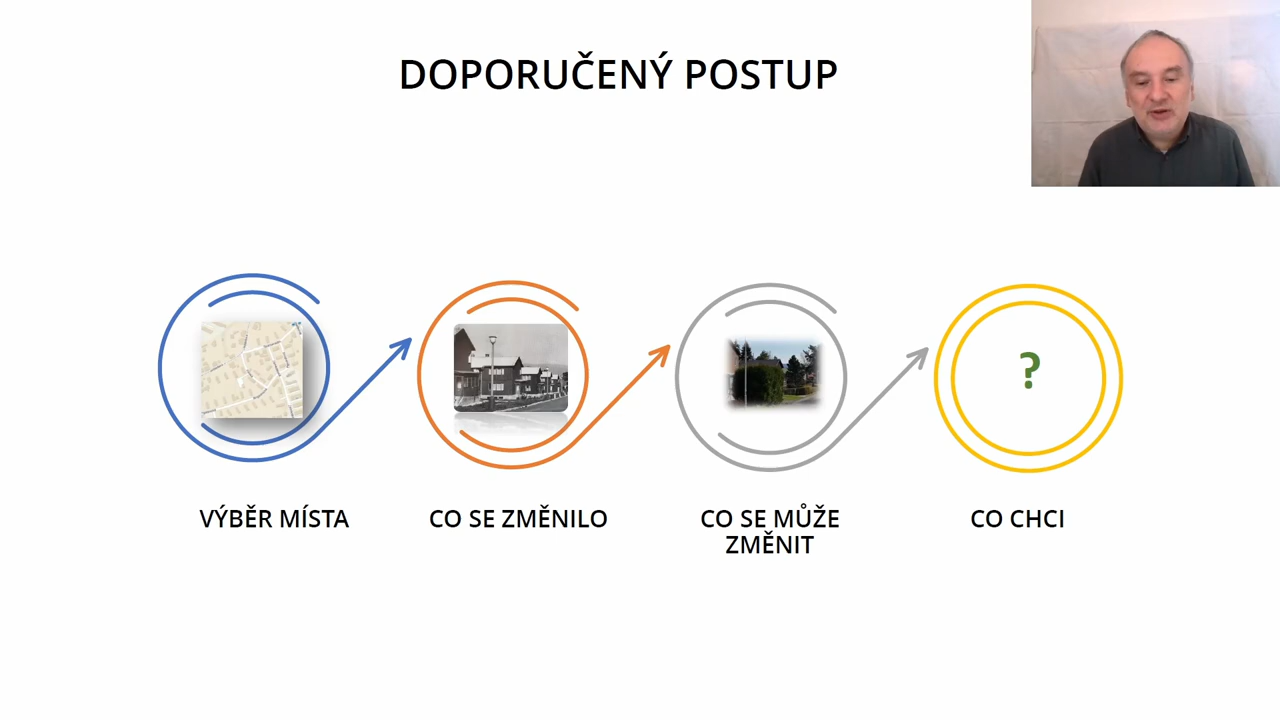 DOPORUČENÝ POSTUP
?
VÝBĚR MÍSTA
CO SE ZMĚNILO
CO SE MŮŽE
ZMĚNIT
CO CHCI